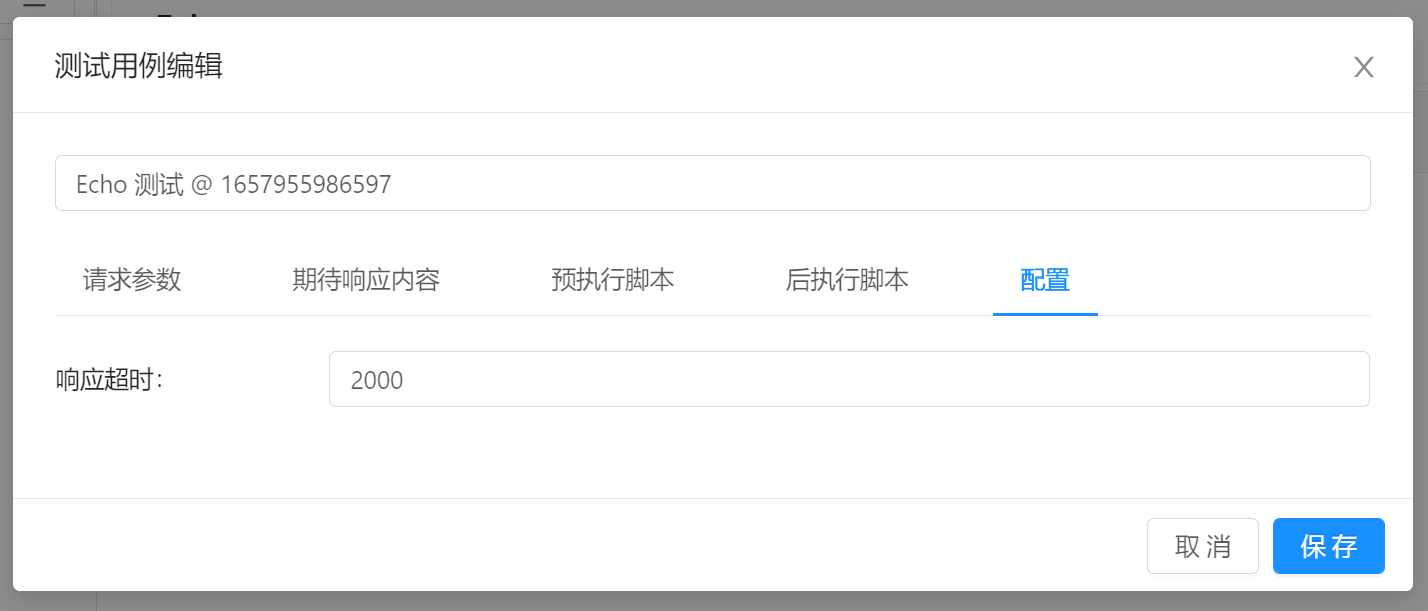 测试用例编辑
Echo 测试 @ 1657955986597
请求参数 期待响应内容 预执行脚本 后执行脚本 配置
响应超时: 2000
取 消 保 存